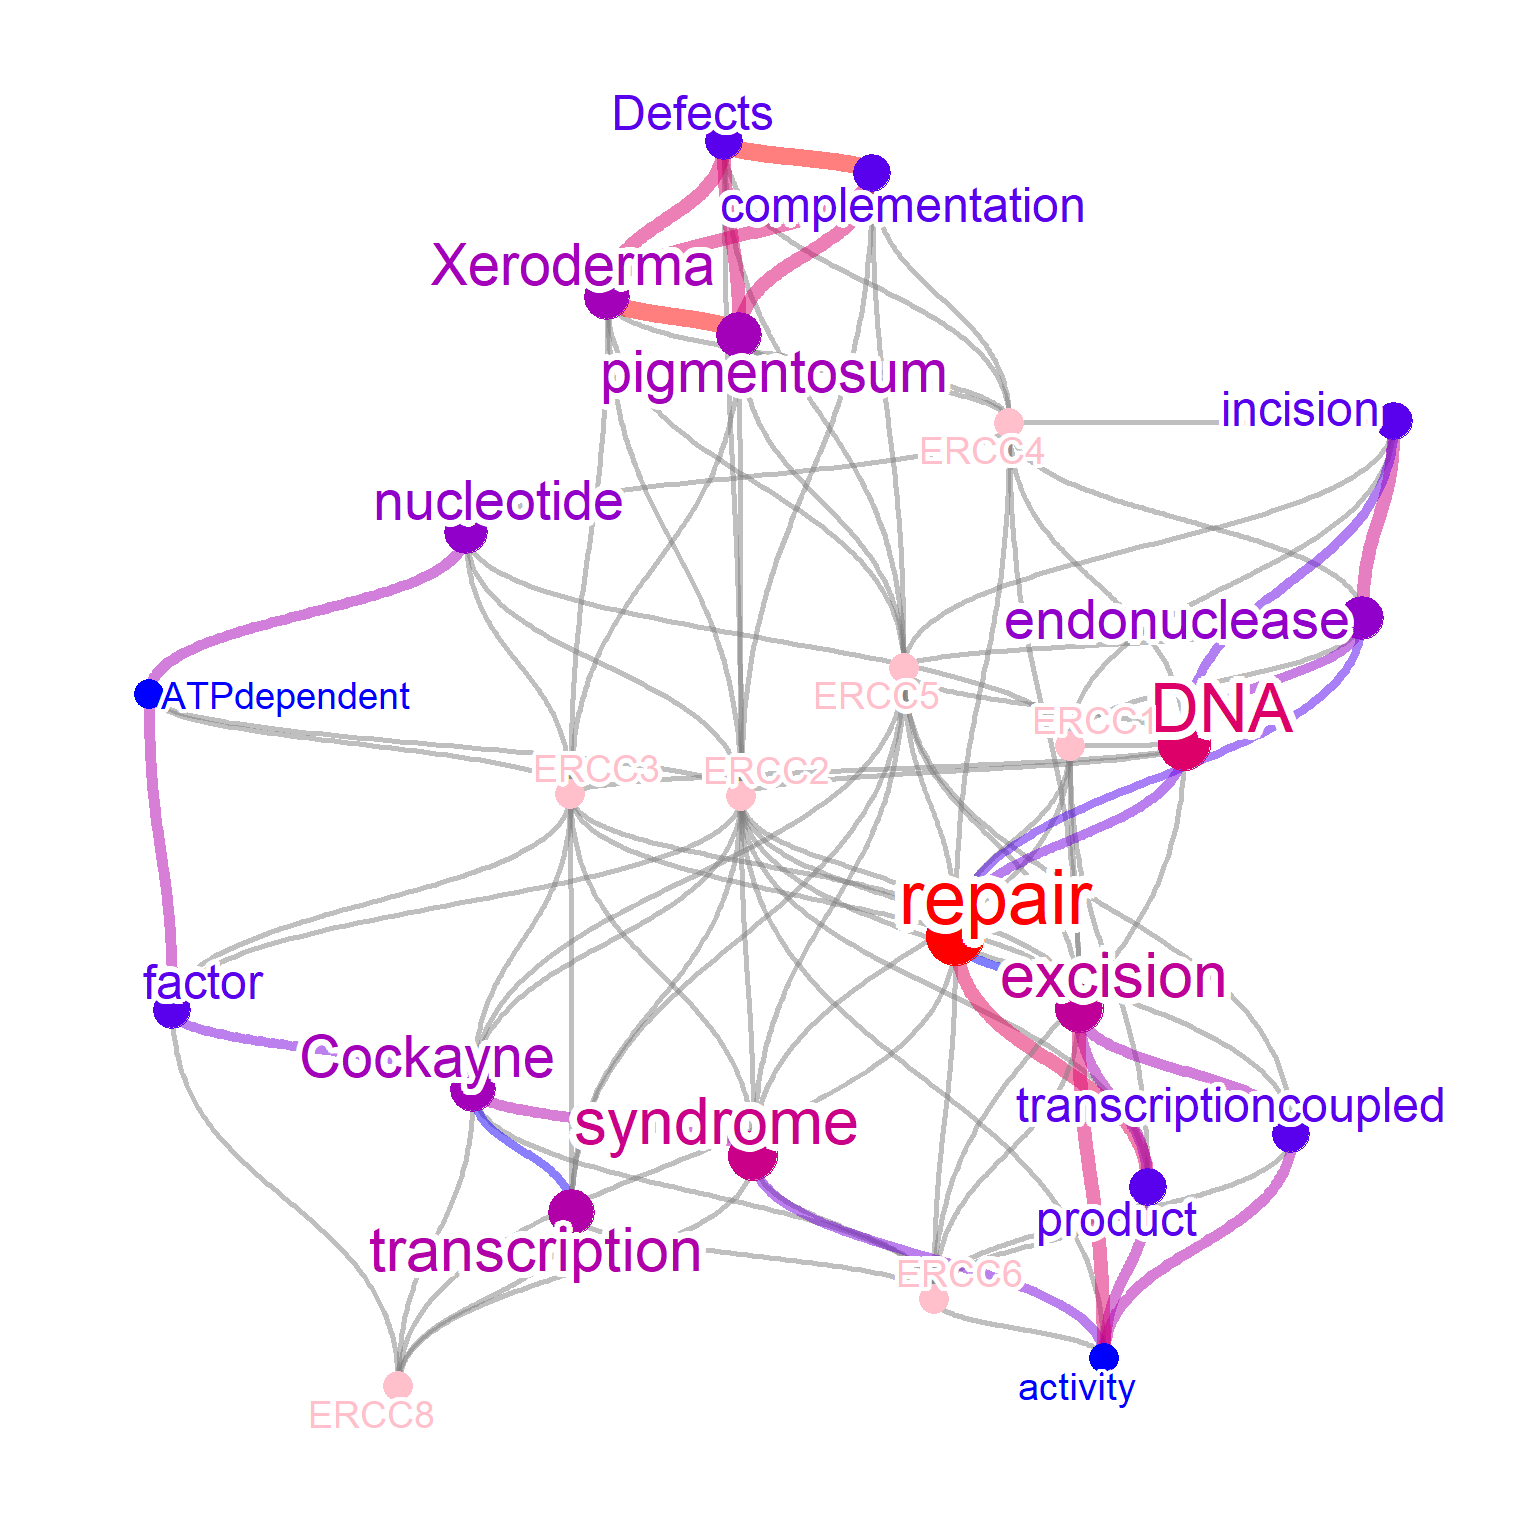 Defects
complementation
Xeroderma
pigmentosum
incision
ERCC4
nucleotide
endonuclease
ATPdependent
ERCC5
ERCC1
DNA
ERCC3
ERCC2
repair
excision
factor
Cockayne
transcriptioncoupled
syndrome
product
transcription
ERCC6
activity
ERCC8